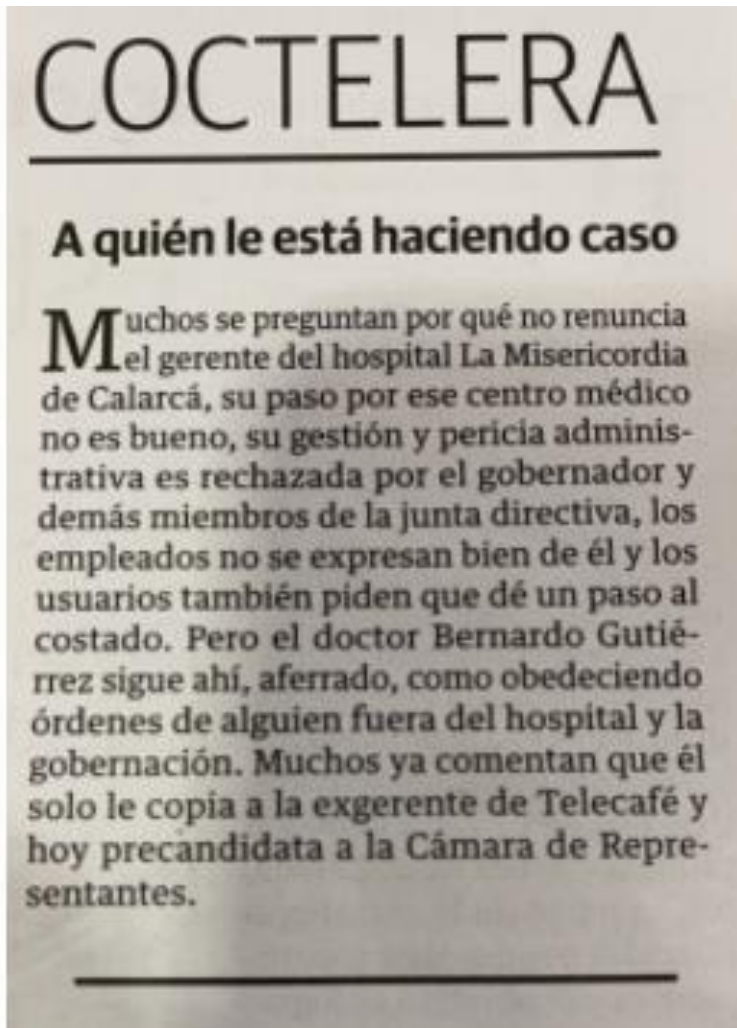 COCTELERA
A quién le está haciendo caso
Muchos se preguntan por qué no renuncia
el gerente del hospital La Misericordia
de Calarcá, su paso por ese centro médico
no es bueno, su gestión y pericia adminis-
trativa es rechazada por el gobernador y
demás miembros de la junta directiva, los
empleados no se expresan bien de él y los
usuarios también piden que dé un paso al
costado. Pero el doctor Bernardo Gutié-
rrez sigue ahí, aferrado, como obedeciendo
órdenes de alguien fuera del hospital y la
gobernación. Muchos ya comentan que él
solo le copia a la exgerente de Telecafé y
hoy precandidata a la Cámara de Repre-
sentantes.